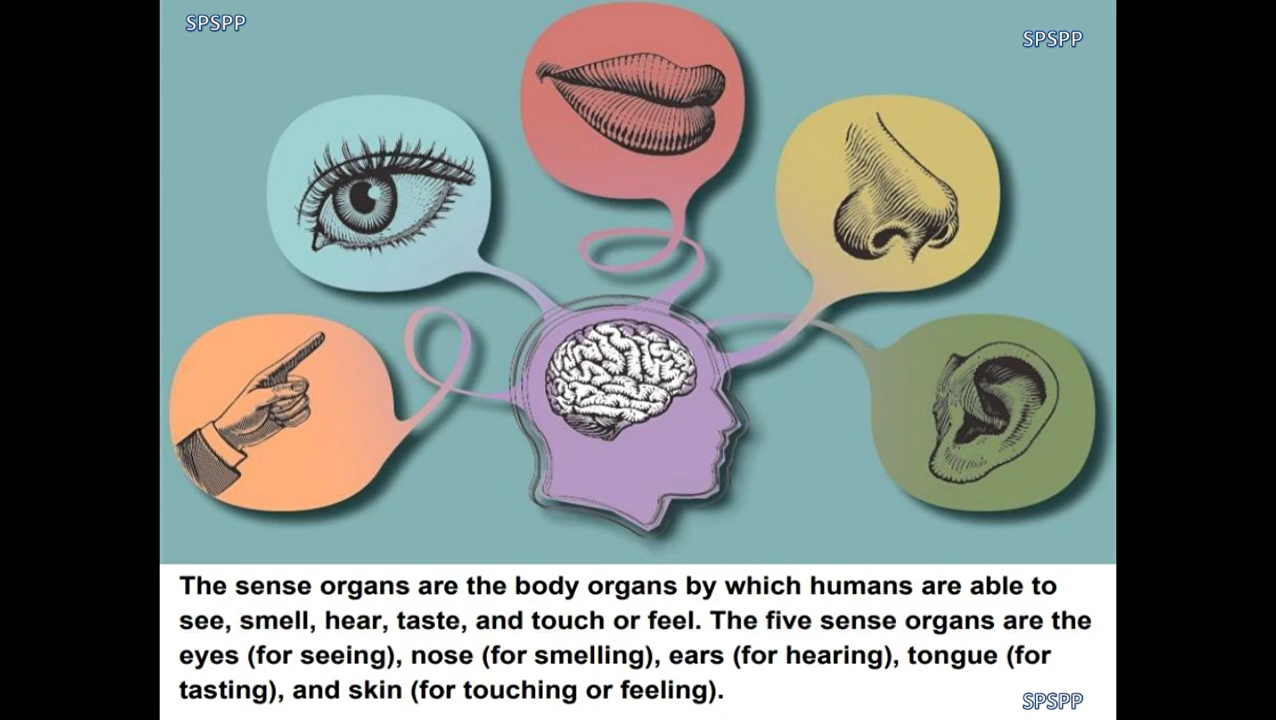 SPSPP
SPSPP
The sense organs are the body organs by which humans are able to
see, smell, hear, taste, and touch or feel. The five sense organs are the
eyes (for seeing), nose (for smelling), ears (for hearing), tongue (for
tasting), and skin (for touching or feeling).
SPSPP